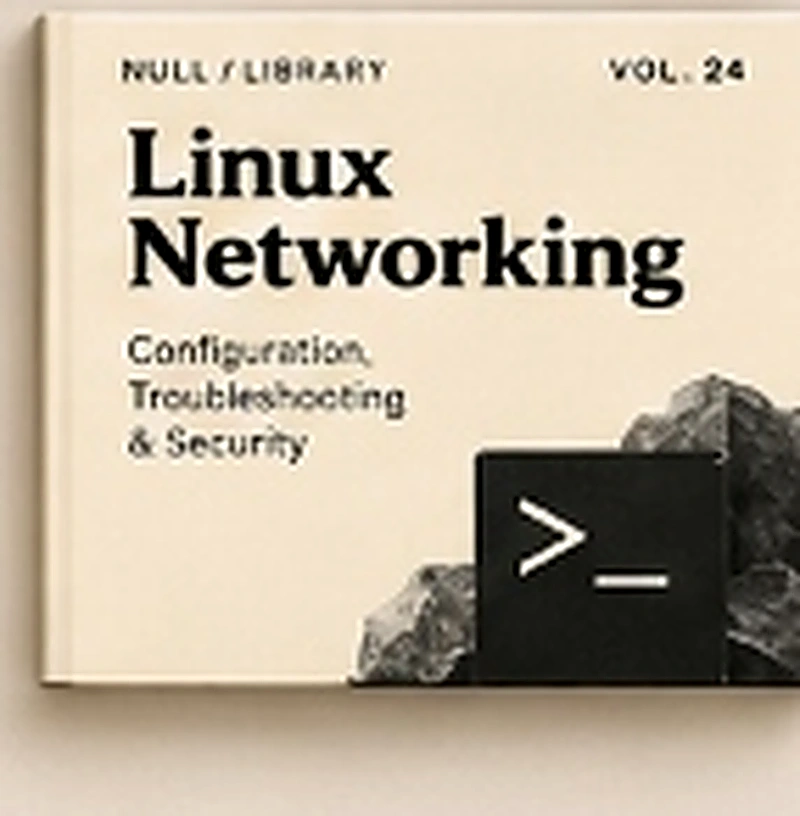 NULL / LIBRARY
VOL. 24
Linux
Networking
Configuration,
Troubleshooting
& Security
>_